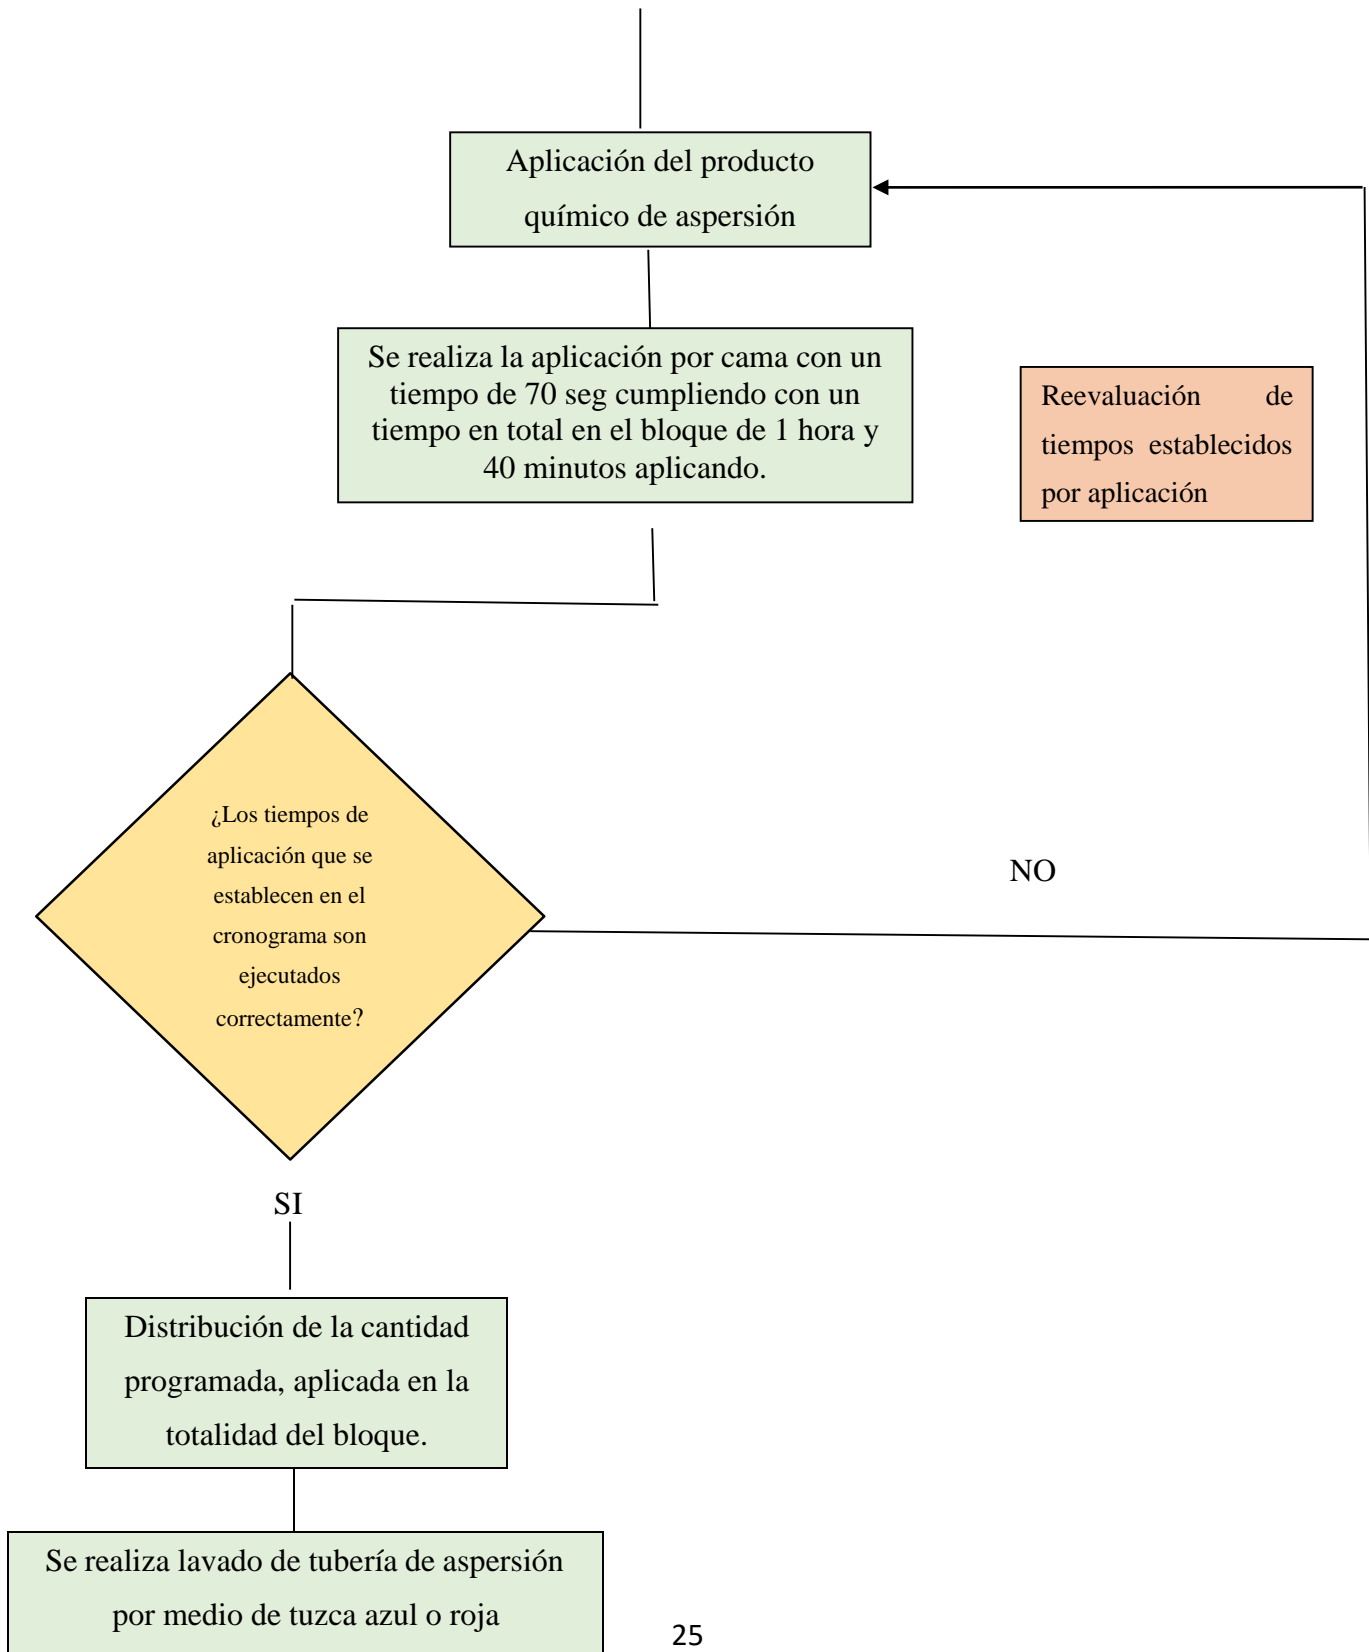 Aplicación del producto
químico de aspersión
Se realiza la aplicación por cama con un
tiempo de 70 seg cumpliendo con un
tiempo en total en el bloque de 1 hora y
40 minutos aplicando.
Reevaluación de
tiempos establecidos
por aplicación
¿Los tiempos de
aplicación que se
establecen en el
cronograma son
ejecutados
correctamente?
NO
SI
Distribución de la cantidad
programada, aplicada en la
totalidad del bloque.
Se realiza lavado de tubería de aspersión
por medio de tuzca azul o roja
25